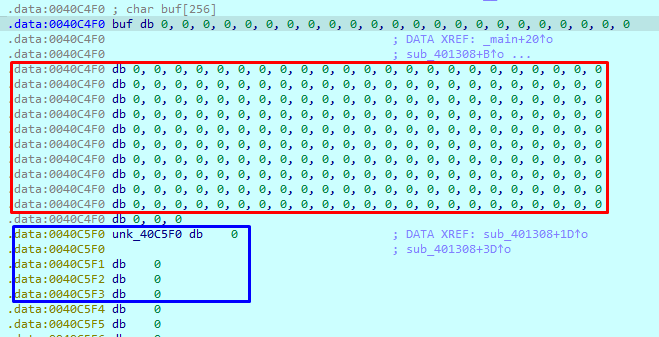 .data:0040C4F0 ; char buf[256]
.data:0040C4F0 buf db 0, 0, 0, 0, 0, 0, 0, 0, 0, 0, 0, 0, 0, 0, 0, 0, 0, 0, 0, 0, 0, 0, 0
.data:0040C4F0 ; DATA XREF: _main+20↑o
.data:0040C4F0 ; sub_401308+B↑o ...
.data:0040C4F0 db 0, 0, 0, 0, 0, 0, 0, 0, 0, 0, 0, 0, 0, 0, 0, 0, 0, 0, 0, 0, 0, 0, 0
.data:0040C4F0 db 0, 0, 0, 0, 0, 0, 0, 0, 0, 0, 0, 0, 0, 0, 0, 0, 0, 0, 0, 0, 0, 0, 0
.data:0040C4F0 db 0, 0, 0, 0, 0, 0, 0, 0, 0, 0, 0, 0, 0, 0, 0, 0, 0, 0, 0, 0, 0, 0, 0
.data:0040C4F0 db 0, 0, 0, 0, 0, 0, 0, 0, 0, 0, 0, 0, 0, 0, 0, 0, 0, 0, 0, 0, 0, 0, 0
.data:0040C4F0 db 0, 0, 0, 0, 0, 0, 0, 0, 0, 0, 0, 0, 0, 0, 0, 0, 0, 0, 0, 0, 0, 0, 0
.data:0040C4F0 db 0, 0, 0, 0, 0, 0, 0, 0, 0, 0, 0, 0, 0, 0, 0, 0, 0, 0, 0, 0, 0, 0, 0
.data:0040C4F0 db 0, 0, 0, 0, 0, 0, 0, 0, 0, 0, 0, 0, 0, 0, 0, 0, 0, 0, 0, 0, 0, 0, 0
.data:0040C4F0 db 0, 0, 0, 0, 0, 0, 0, 0, 0, 0, 0, 0, 0, 0, 0, 0, 0, 0, 0, 0, 0, 0, 0
.data:0040C4F0 db 0, 0, 0, 0, 0, 0, 0, 0, 0, 0, 0, 0, 0, 0, 0, 0, 0, 0, 0, 0, 0, 0, 0
.data:0040C4F0 db 0, 0, 0, 0, 0, 0, 0, 0, 0, 0, 0, 0, 0, 0, 0, 0, 0, 0, 0, 0, 0, 0, 0
.data:0040C4F0 db 0, 0, 0
.data:0040C5F0 unk_40C5F0 db 0 ; DATA XREF: sub_401308+1D↑o
.data:0040C5F0 ; sub_401308+3D↑o
.data:0040C5F1 db 0
.data:0040C5F2 db 0
.data:0040C5F3 db 0
.data:0040C5F4 db 0
.data:0040C5F5 db 0